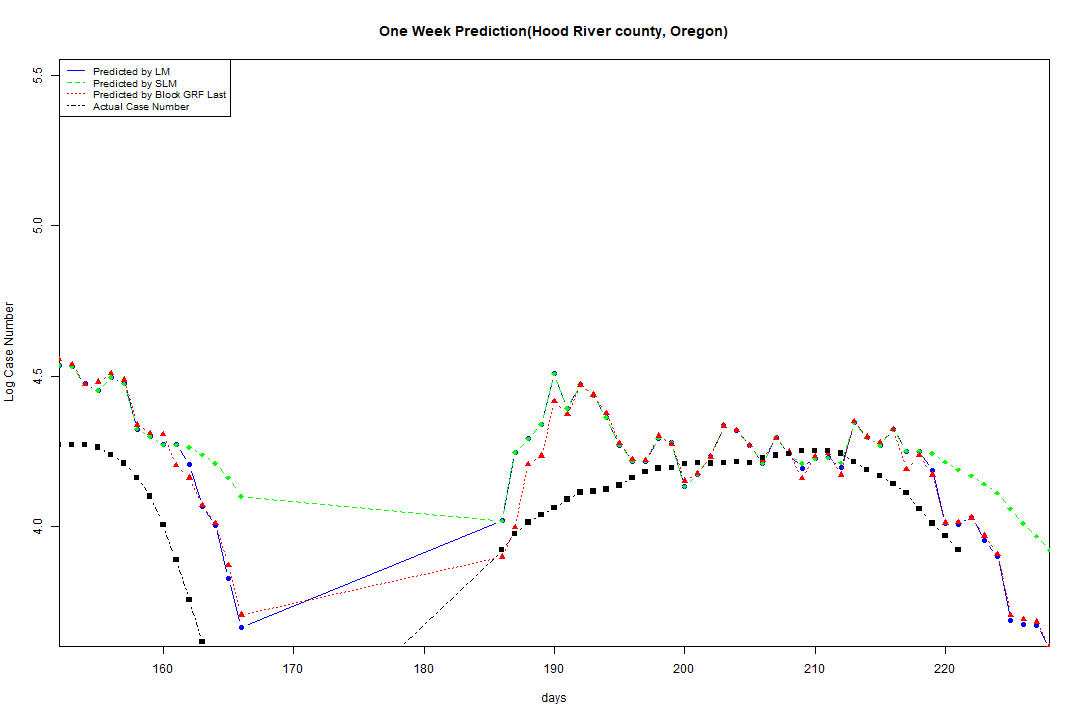 One Week Prediction(Hood River county, Oregon)
Predicted by LM
Predicted by SLM
Predicted by Block GRF Last
Actual Case Number
5.5
5.0
4.5
4.0
Log Case Number
160 170 180 190 200 210 220
days